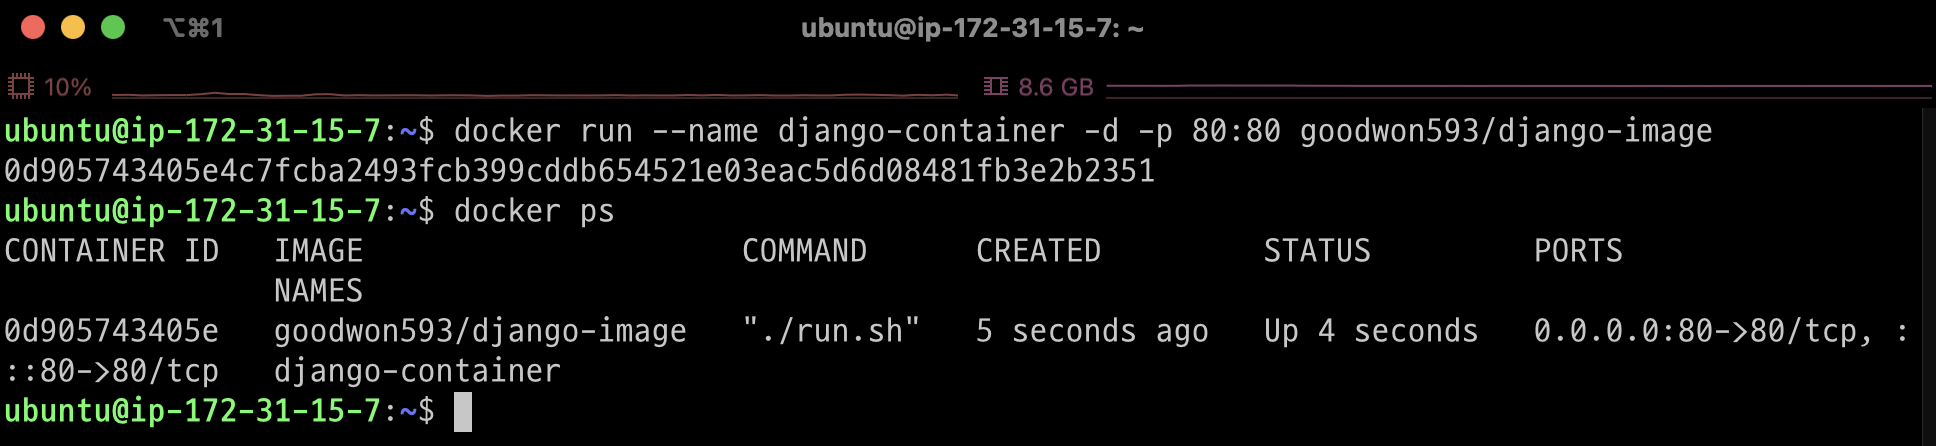 ⌥⌘1
ubuntu@ip-172-31-15-7: ~
10%
8.6 GB
ubuntu@ip-172-31-15-7:~$ docker run --name django-container -d -p 80:80 goodwon593/django-image
0d905743405e4c7fcba2493fcb399cddb654521e03eac5d6d08481fb3e2b2351
ubuntu@ip-172-31-15-7:~$ docker ps
CONTAINER ID   IMAGE                     COMMAND      CREATED         STATUS         PORTS
               NAMES
0d905743405e   goodwon593/django-image   "./run.sh"   5 seconds ago   Up 4 seconds   0.0.0.0:80->80/tcp, :
::80->80/tcp   django-container
ubuntu@ip-172-31-15-7:~$